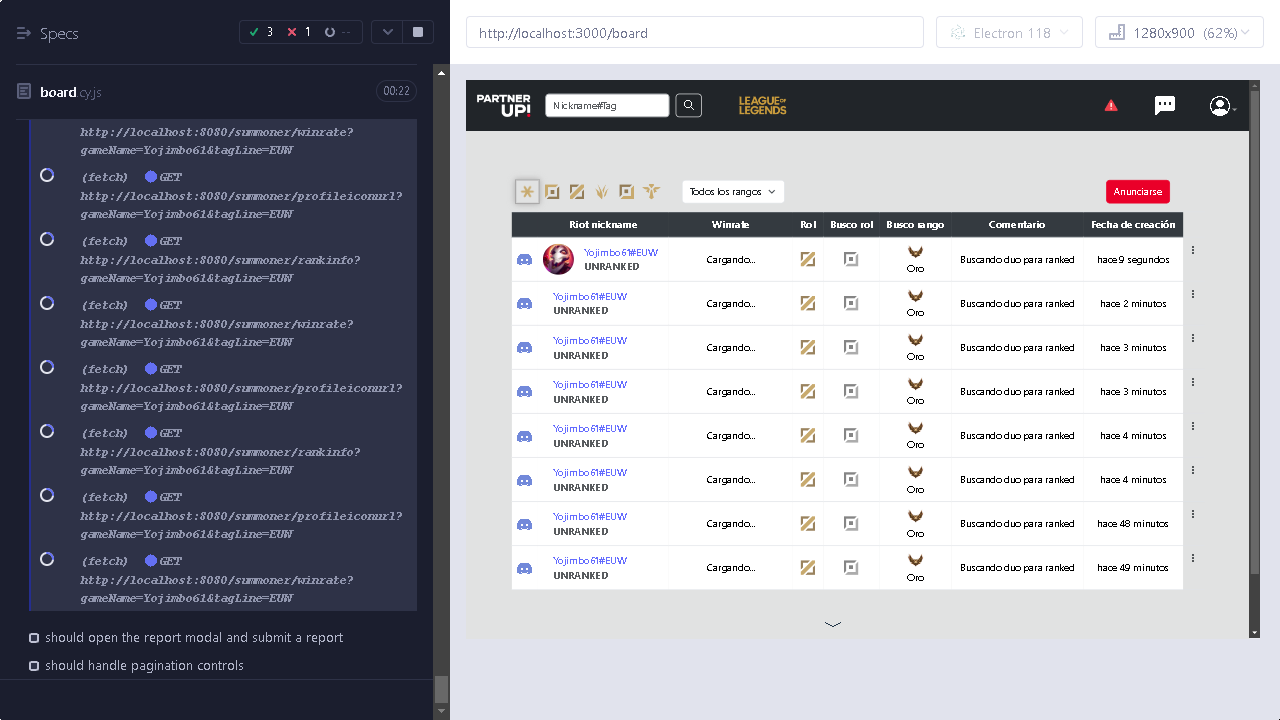 Specs
3
1
--
board.cy.js
00:22
http://localhost:8080/summoner/winrate?
gameName=Yojimbo61&tagLine=EUW
(fetch) GET
http://localhost:8080/summoner/profileiconurl?
gameName=Yojimbo61&tagLine=EUW
(fetch) GET
http://localhost:8080/summoner/rankinfo?
gameName=Yojimbo61&tagLine=EUW
(fetch) GET
http://localhost:8080/summoner/winrate?
gameName=Yojimbo61&tagLine=EUW
(fetch) GET
http://localhost:8080/summoner/profileiconurl?
gameName=Yojimbo61&tagLine=EUW
(fetch) GET
http://localhost:8080/summoner/rankinfo?
gameName=Yojimbo61&tagLine=EUW
(fetch) GET
http://localhost:8080/summoner/profileiconurl?
gameName=Yojimbo61&tagLine=EUW
(fetch) GET
http://localhost:8080/summoner/winrate?
gameName=Yojimbo61&tagLine=EUW
should open the report modal and submit a report
should handle pagination controls
http://localhost:3000/board
Electron 118
1280x900 (62%)
PARTNER
UP!
Nickname#Tag
LEAGUE OF
LEGENDS
Todos los rangos
Anunciarse
Riot nickname Winrate Rol Busco rol Busco rango Comentario Fecha de creación
Yojimbo61#EUW
UNRANKED
Cargando... Oro Buscando duo para ranked hace 9 segundos
Yojimbo61#EUW
UNRANKED
Cargando... Oro Buscando duo para ranked hace 2 minutos
Yojimbo61#EUW
UNRANKED
Cargando... Oro Buscando duo para ranked hace 3 minutos
Yojimbo61#EUW
UNRANKED
Cargando... Oro Buscando duo para ranked hace 3 minutos
Yojimbo61#EUW
UNRANKED
Cargando... Oro Buscando duo para ranked hace 4 minutos
Yojimbo61#EUW
UNRANKED
Cargando... Oro Buscando duo para ranked hace 4 minutos
Yojimbo61#EUW
UNRANKED
Cargando... Oro Buscando duo para ranked hace 48 minutos
Yojimbo61#EUW
UNRANKED
Cargando... Oro Buscando duo para ranked hace 49 minutos